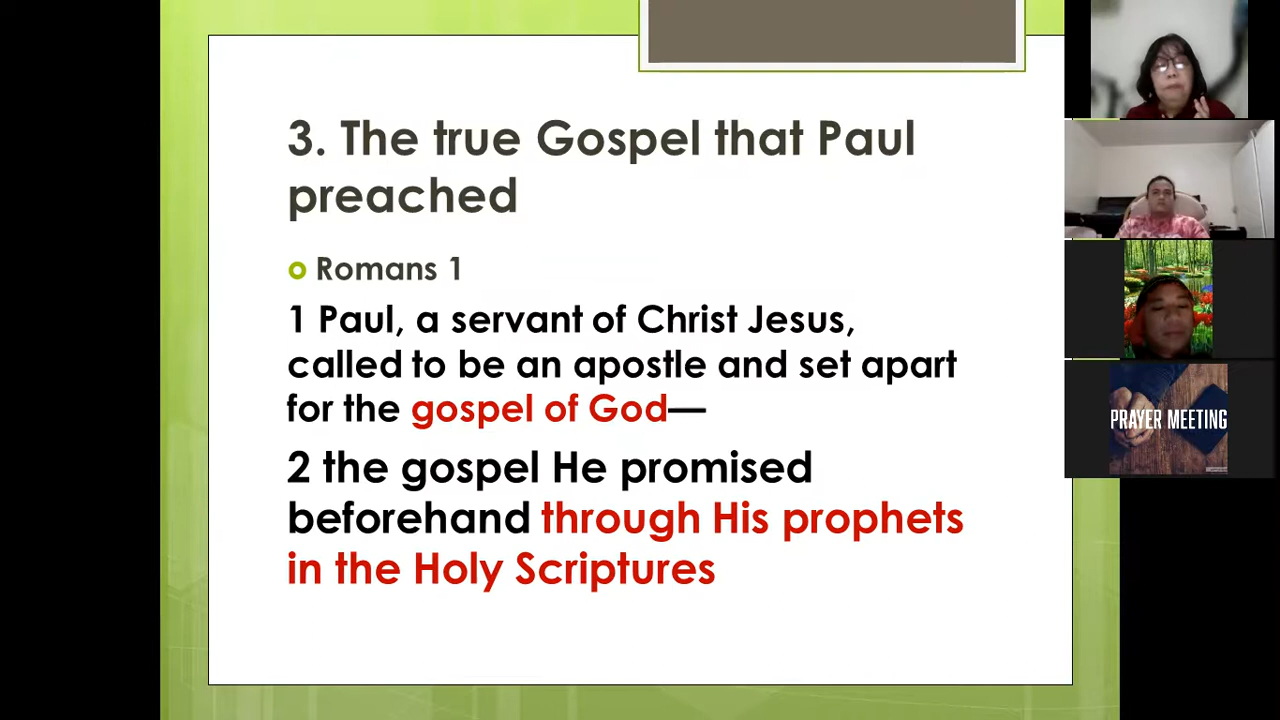 3. The true Gospel that Paul
preached
Romans 1
1 Paul, a servant of Christ Jesus,
called to be an apostle and set apart
for the gospel of God—
2 the gospel He promised
beforehand through His prophets
in the Holy Scriptures
PRAYER MEETING